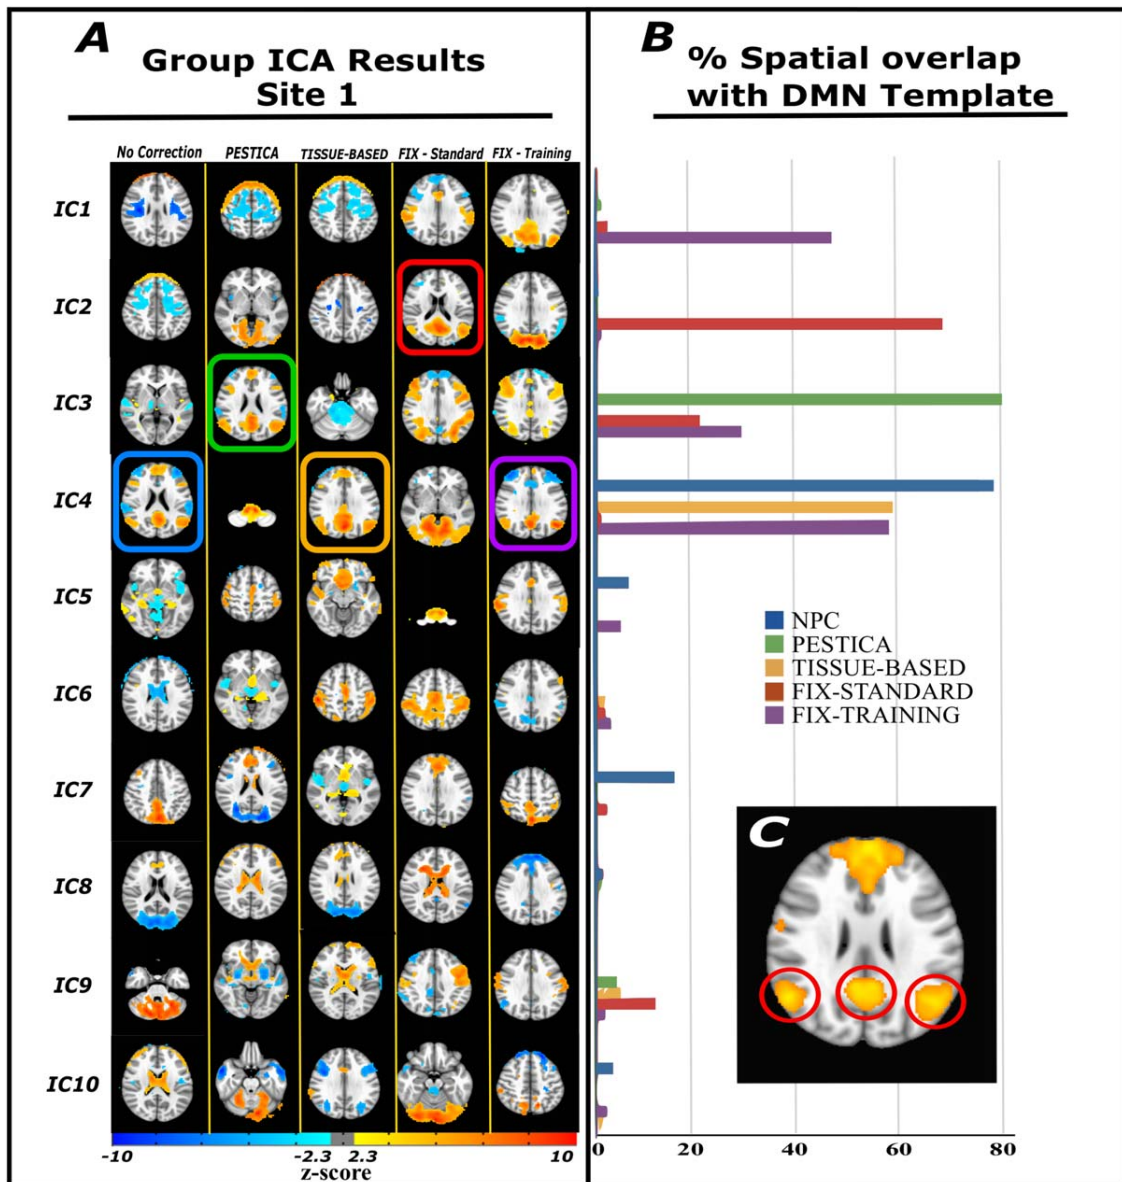 A
Group ICA Results
Site 1
No Correction PESTICA TISSUE-BASED FIX - Standard FIX - Training
IC1
IC2
IC3
IC4
IC5
IC6
IC7
IC8
IC9
IC10
-10 -2.3 2.3 10
z-score
B
% Spatial overlap
with DMN Template
NPC
PESTICA
TISSUE-BASED
FIX-STANDARD
FIX-TRAINING
C
0 20 40 60 80